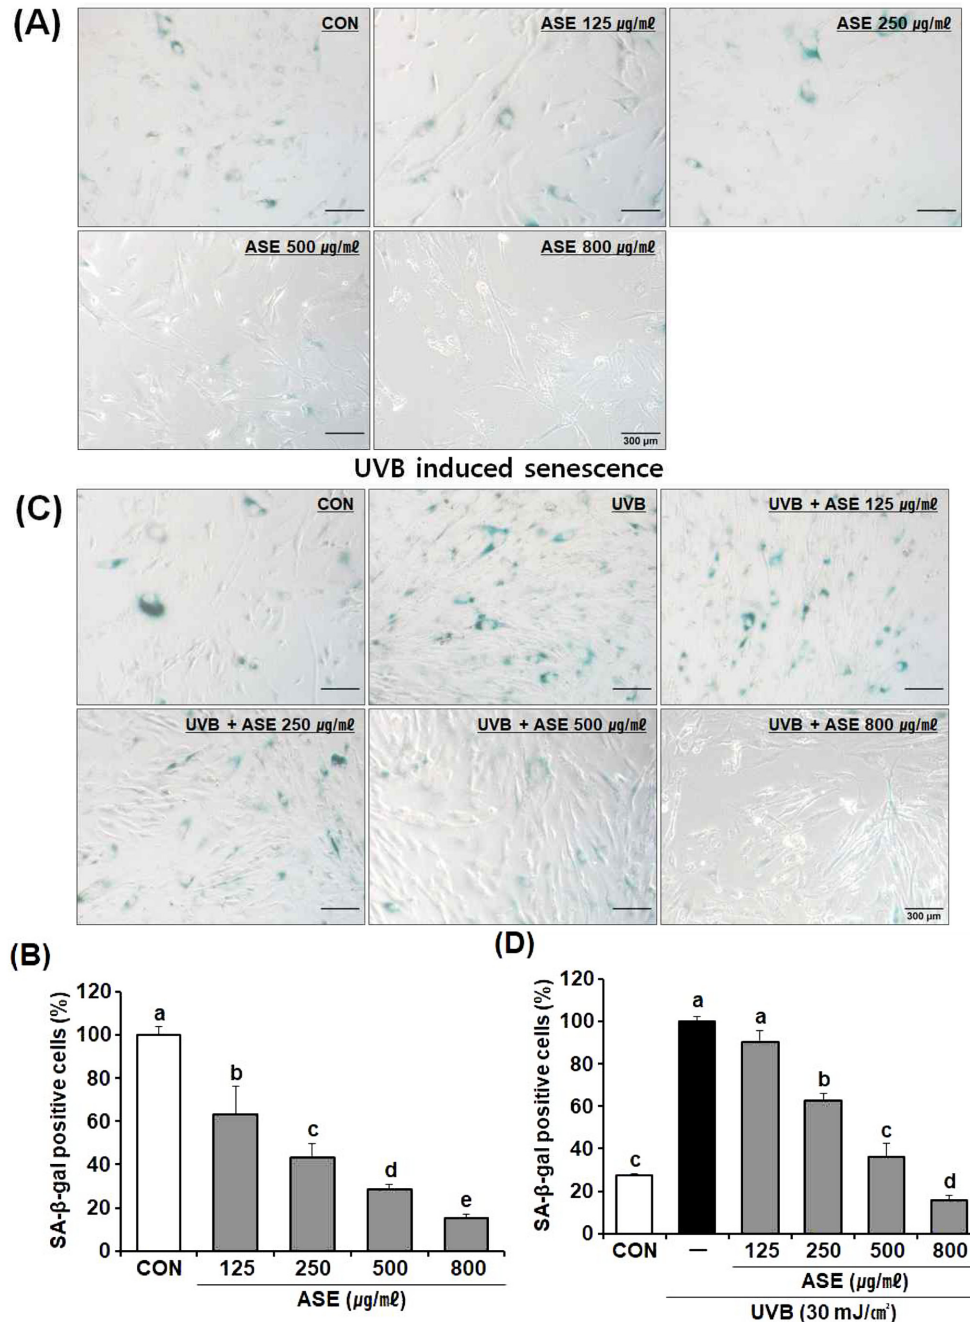 (A)
CON
ASE 125 ㎍/㎖
ASE 250 ㎍/㎖
ASE 500 ㎍/㎖
ASE 800 ㎍/㎖
300 μm
UVB induced senescence
(C)
CON
UVB
UVB + ASE 125 ㎍/㎖
UVB + ASE 250 ㎍/㎖
UVB + ASE 500 ㎍/㎖
UVB + ASE 800 ㎍/㎖
300 μm
(B)
SA-β-gal positive cells (%)
120
100
80
60
40
20
0
a
b
c
d
e
CON
125
250
500
800
ASE (㎍/㎖)
(D)
SA-β-gal positive cells (%)
120
100
80
60
40
20
0
c
a
a
b
c
d
CON
—
125
250
500
800
ASE (㎍/㎖)
UVB (30 mJ/㎠)